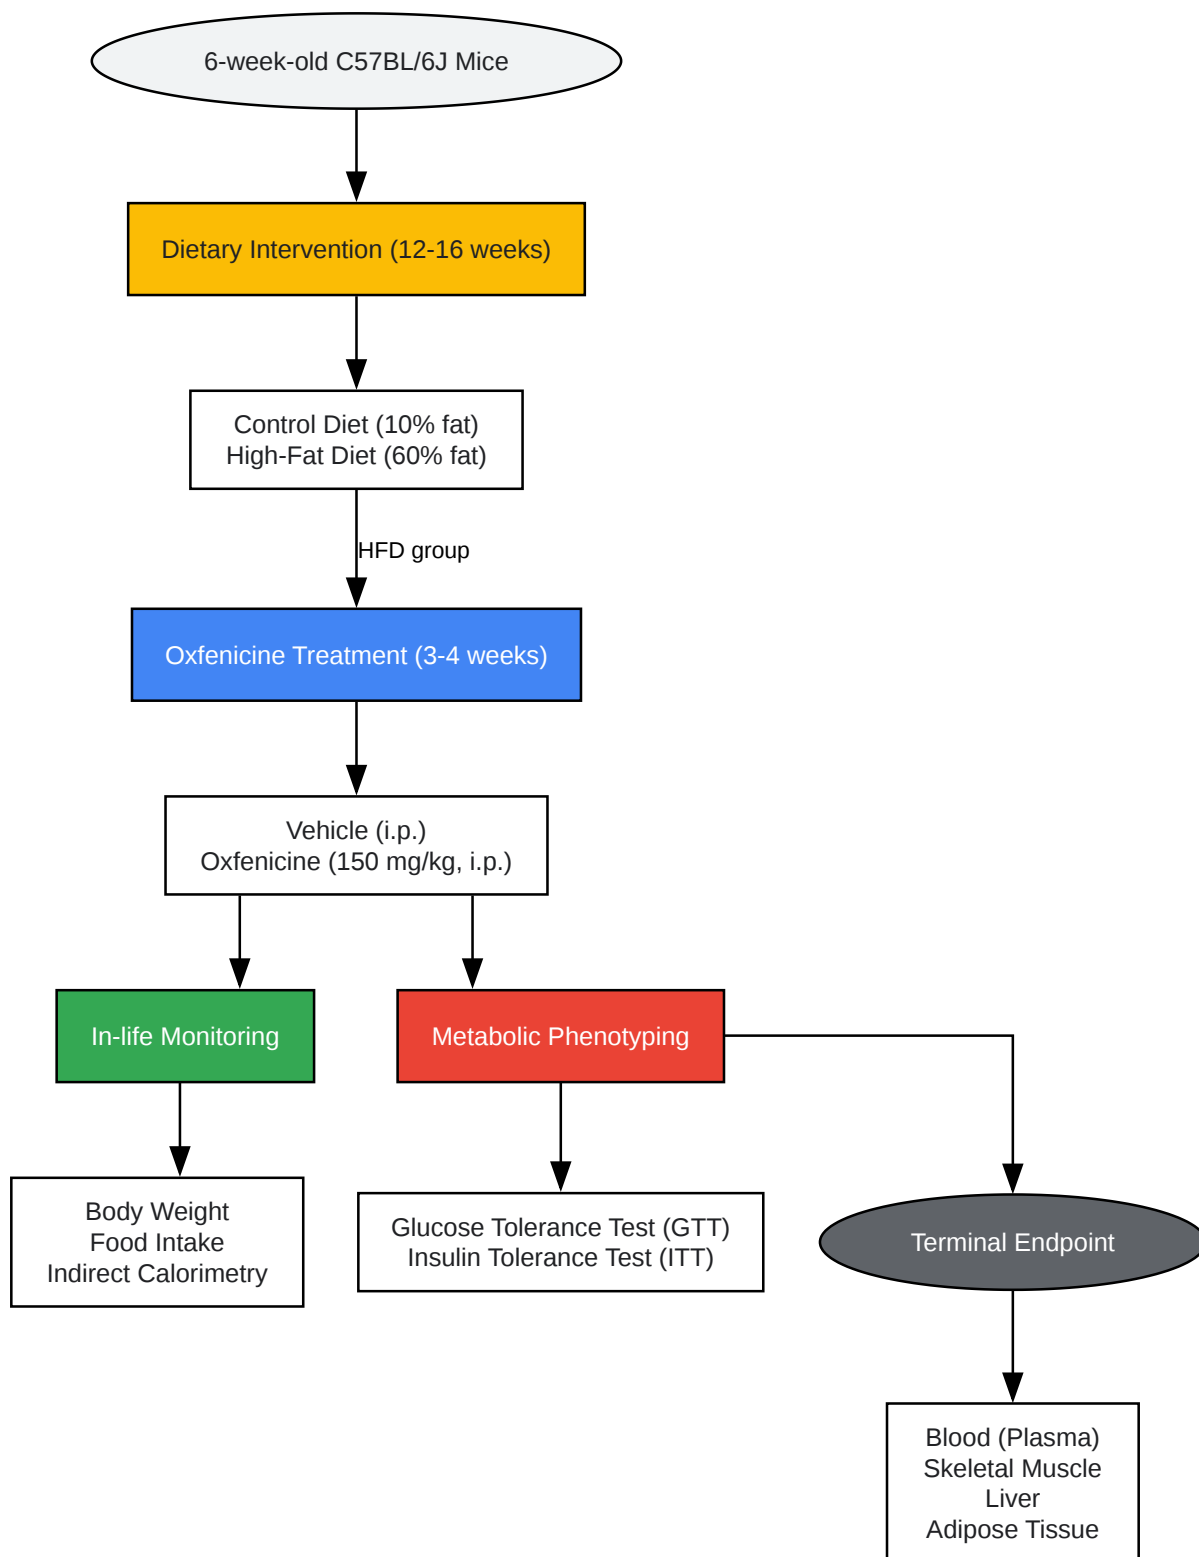 6-week-old C57BL/6J Mice
Dietary Intervention (12-16 weeks)
Control Diet (10% fat)
High-Fat Diet (60% fat)
HFD group
Oxfenicine Treatment (3-4 weeks)
Vehicle (i.p.)
Oxfenicine (150 mg/kg, i.p.)
In-life Monitoring
Metabolic Phenotyping
Body Weight
Food Intake
Indirect Calorimetry
Glucose Tolerance Test (GTT)
Insulin Tolerance Test (ITT)
Terminal Endpoint
Blood (Plasma)
Skeletal Muscle
Liver
Adipose Tissue